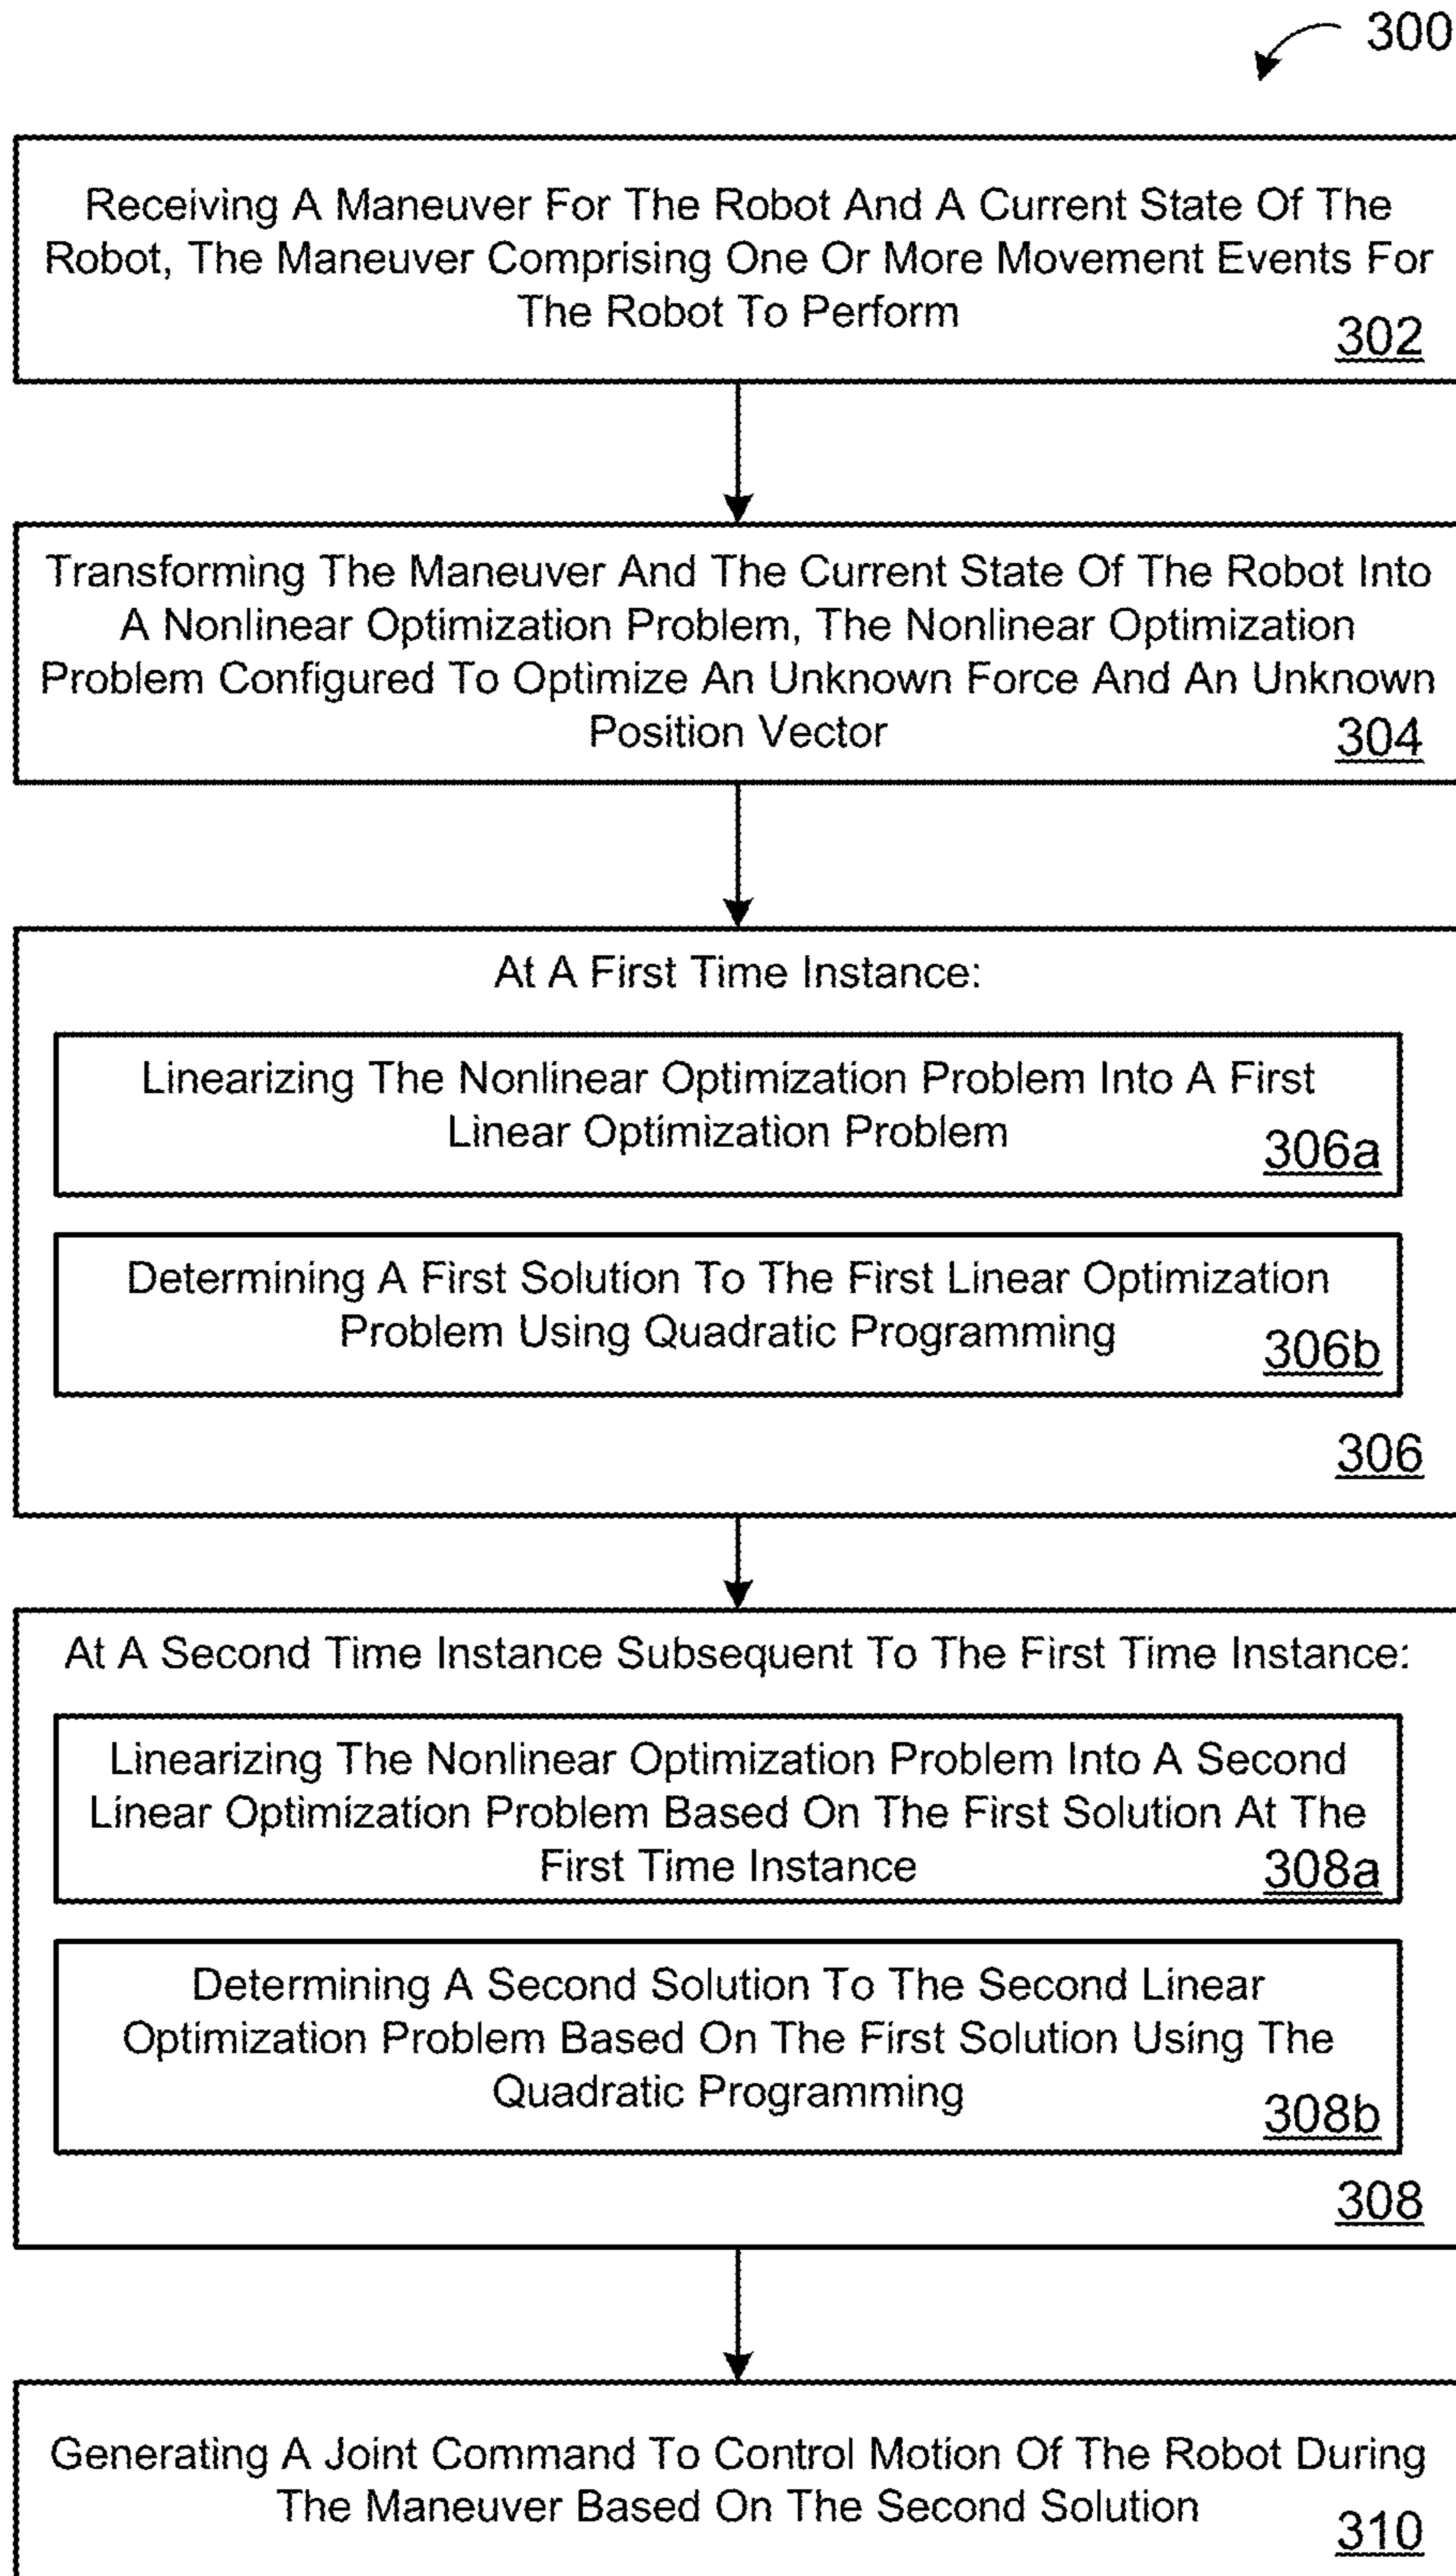 300
Receiving A Maneuver For The Robot And A Current State Of The
Robot, The Maneuver Comprising One Or More Movement Events For
The Robot To Perform
302
Transforming The Maneuver And The Current State Of The Robot Into
A Nonlinear Optimization Problem, The Nonlinear Optimization
Problem Configured To Optimize An Unknown Force And An Unknown
Position Vector
304
At A First Time Instance:
Linearizing The Nonlinear Optimization Problem Into A First
Linear Optimization Problem
306a
Determining A First Solution To The First Linear Optimization
Problem Using Quadratic Programming
306b
306
At A Second Time Instance Subsequent To The First Time Instance:
Linearizing The Nonlinear Optimization Problem Into A Second
Linear Optimization Problem Based On The First Solution At The
First Time Instance
308a
Determining A Second Solution To The Second Linear
Optimization Problem Based On The First Solution Using The
Quadratic Programming
308b
308
Generating A Joint Command To Control Motion Of The Robot During
The Maneuver Based On The Second Solution
310